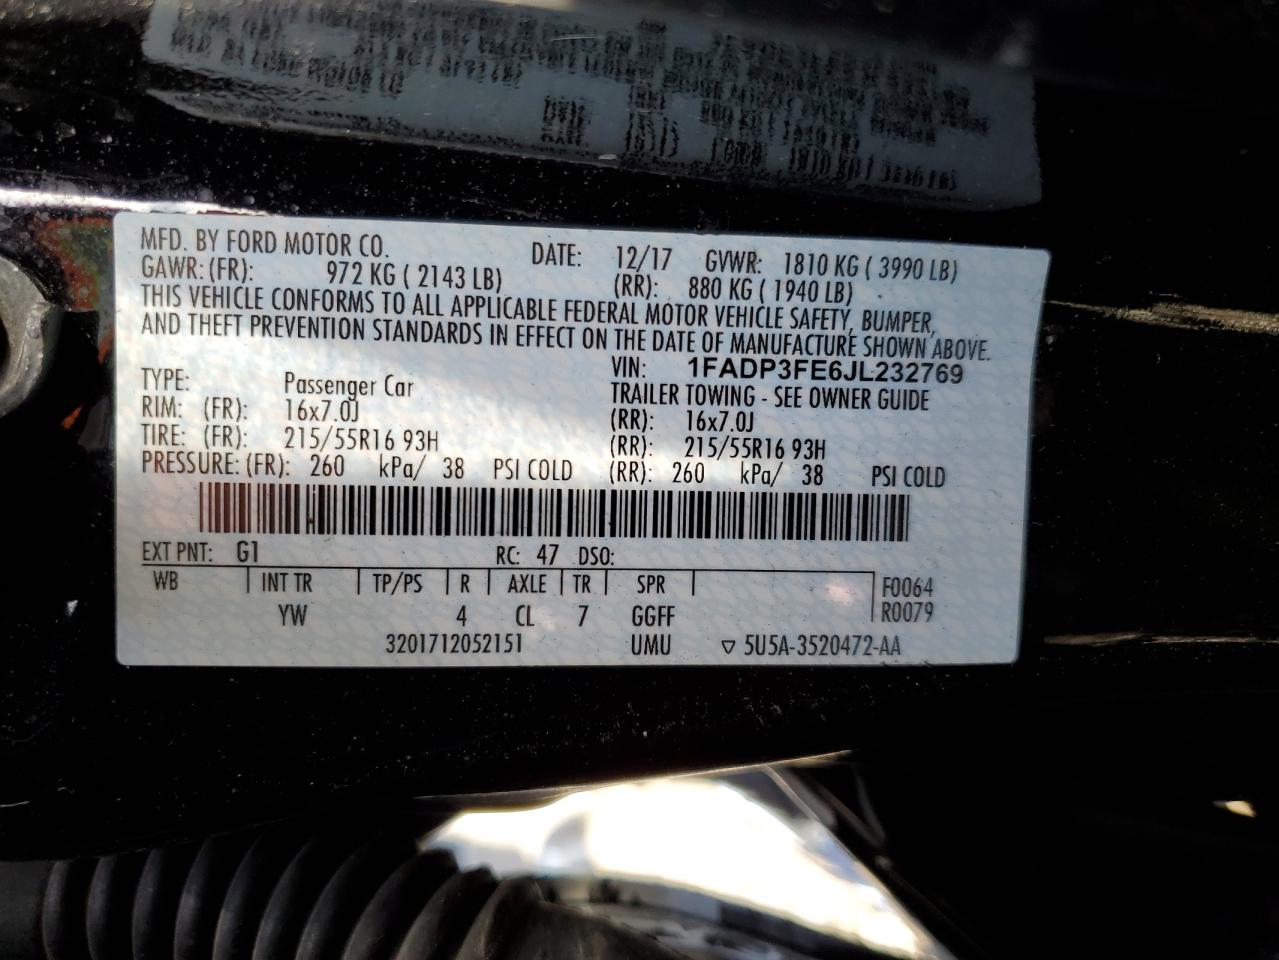 MFD. BY FORD MOTOR CO. DATE: 12/17 GVWR: 1810 KG ( 3990 LB)
GAWR: (FR): 972 KG ( 2143 LB) (RR): 880 KG ( 1940 LB)
THIS VEHICLE CONFORMS TO ALL APPLICABLE FEDERAL MOTOR VEHICLE SAFETY, BUMPER,
AND THEFT PREVENTION STANDARDS IN EFFECT ON THE DATE OF MANUFACTURE SHOWN ABOVE.
VIN: 1FADP3FE6JL232769
TYPE: Passenger Car TRAILER TOWING - SEE OWNER GUIDE
RIM: (FR): 16x7.0J (RR): 16x7.0J
TIRE: (FR): 215/55R16 93H (RR): 215/55R16 93H
PRESSURE: (FR): 260 kPa/ 38 PSI COLD (RR): 260 kPa/ 38 PSI COLD
EXT PNT: G1 RC: 47 DSO:
WB INT TR TP/PS R AXLE TR SPR F0064
YW 4 CL 7 GGFF R0079
3201712052151 UMU ▽ 5U5A-3520472-AA